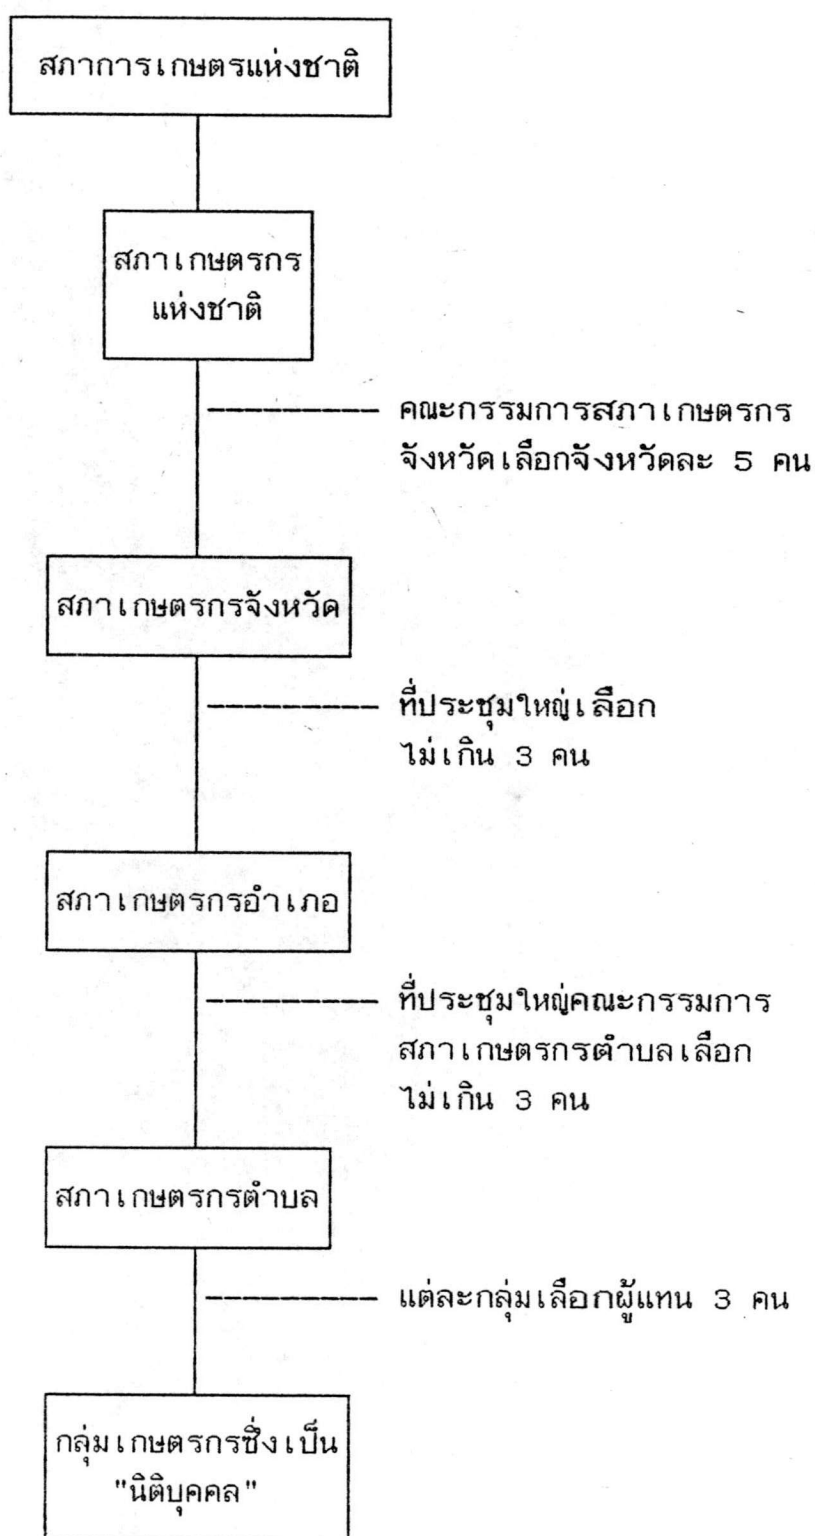 สภาการเกษตรแห่งชาติ
สภาเกษตรกร
แห่งชาติ
---------- คณะกรรมการสภาเกษตรกร
จังหวัดเลือกจังหวัดละ 5 คน
สภาเกษตรกรจังหวัด
---------- ที่ประชุมใหญ่เลือก
ไม่เกิน 3 คน
สภาเกษตรกรอำเภอ
---------- ที่ประชุมใหญ่คณะกรรมการ
สภาเกษตรกรตำบลเลือก
ไม่เกิน 3 คน
สภาเกษตรกรตำบล
---------- แต่ละกลุ่มเลือกผู้แทน 3 คน
กลุ่มเกษตรกรซึ่งเป็น
"นิติบุคคล"